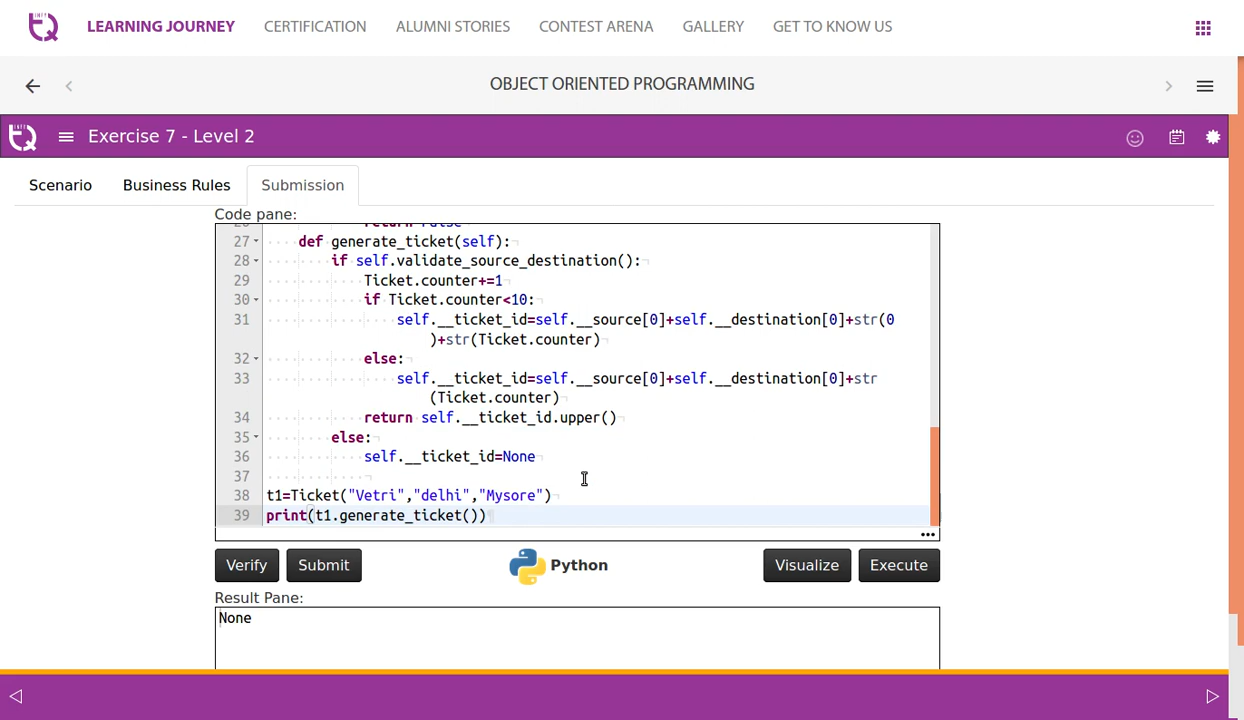 LEARNING JOURNEY CERTIFICATION ALUMNI STORIES CONTEST ARENA GALLERY GET TO KNOW US
OBJECT ORIENTED PROGRAMMING
Exercise 7 - Level 2
Scenario Business Rules Submission
Code pane:
27 def generate_ticket(self):
28 if self.validate_source_destination():
29 Ticket.counter+=1
30 if Ticket.counter<10:
31 self.__ticket_id=self.__source[0]+self.__destination[0]+str(0
)+str(Ticket.counter)
32 else:
33 self.__ticket_id=self.__source[0]+self.__destination[0]+str
(Ticket.counter)
34 return self.__ticket_id.upper()
35 else:
36 self.__ticket_id=None
37
38 t1=Ticket("Vetri","delhi","Mysore")
39 print(t1.generate_ticket())
Verify Submit Python Visualize Execute
Result Pane:
None